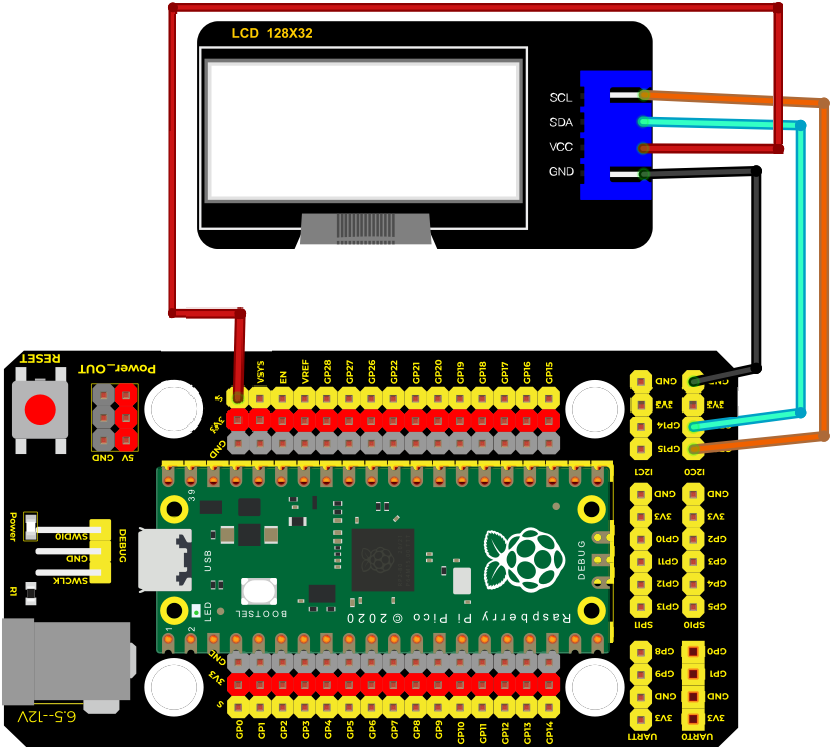 LCD 128X32
SCL
SDA
VCC
GND
RESET
Power_OUT
GND
5V
S
3V3
GND
VSYS
EN
VREF
GP28
GP27
GP26
GP22
GP21
GP20
GP19
GP18
GP17
GP16
GP15
GND
3V3
GP14
GP15
I2C1
GND
3V3
I2C0
39
Power
SWDIO
GND
SWCLK
DEBUG
R1
USB
LED
BOOTSEL
Raspberry Pi Pico © 2020
DEBUG
1
2
GND
3V3
GP10
GP11
GP12
GP13
SPI1
GND
3V3
GP2
GP3
GP4
GP5
SPI0
GP8
GP9
GND
3V3
UART1
GP0
GP1
GND
3V3
UART0
6.5--12V
GND
3V3
S
GP0
GP1
GP2
GP3
GP4
GP5
GP6
GP7
GP8
GP9
GP10
GP11
GP12
GP13
GP14